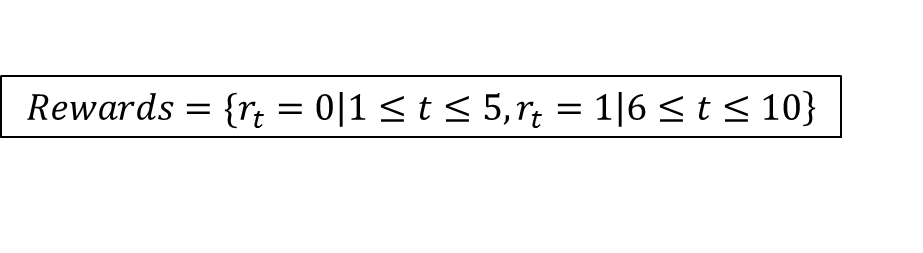 Rewards = {r_t = 0|1 ≤ t ≤ 5, r_t = 1|6 ≤ t ≤ 10}